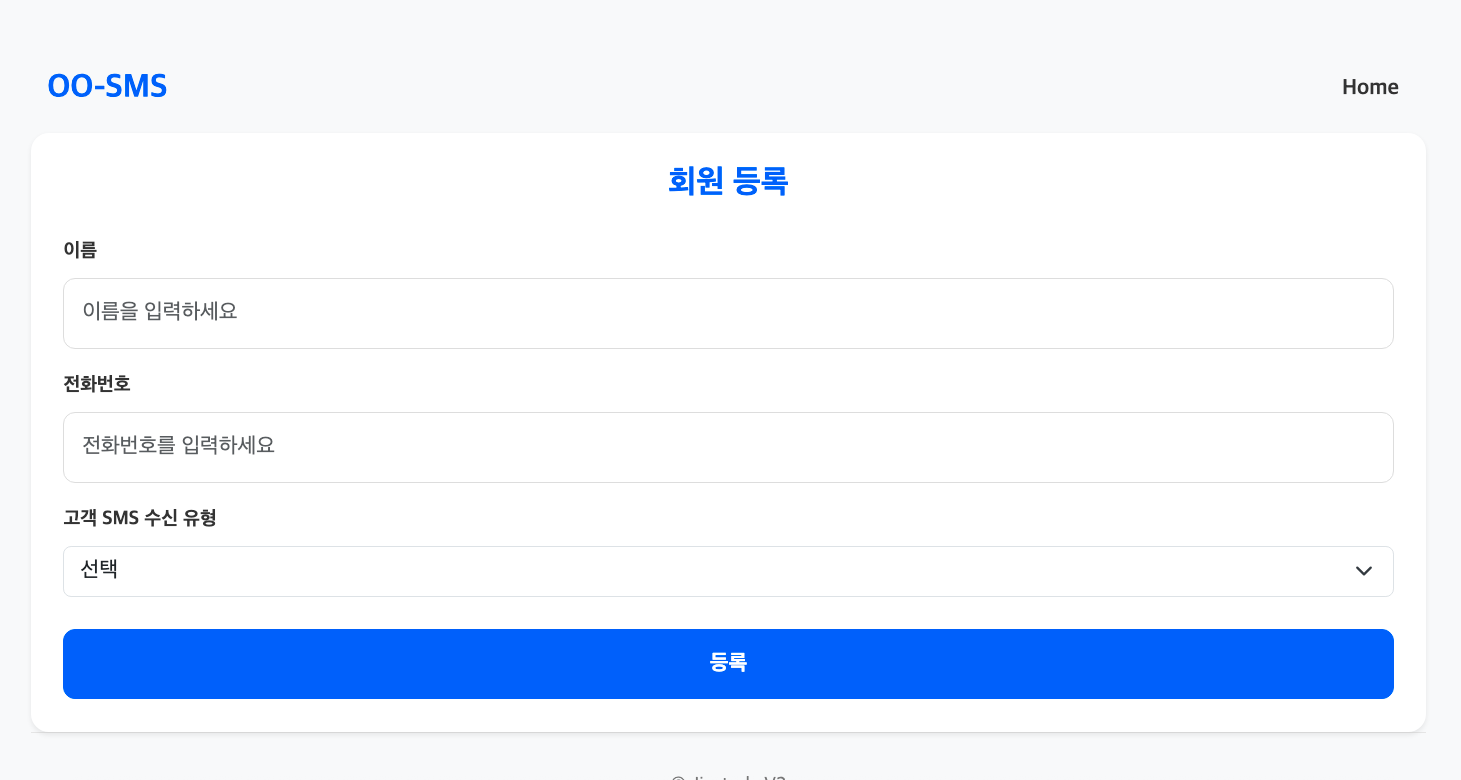 OO-SMS
Home
회원 등록
이름
이름을 입력하세요
전화번호
전화번호를 입력하세요
고객 SMS 수신 유형
선택
등록